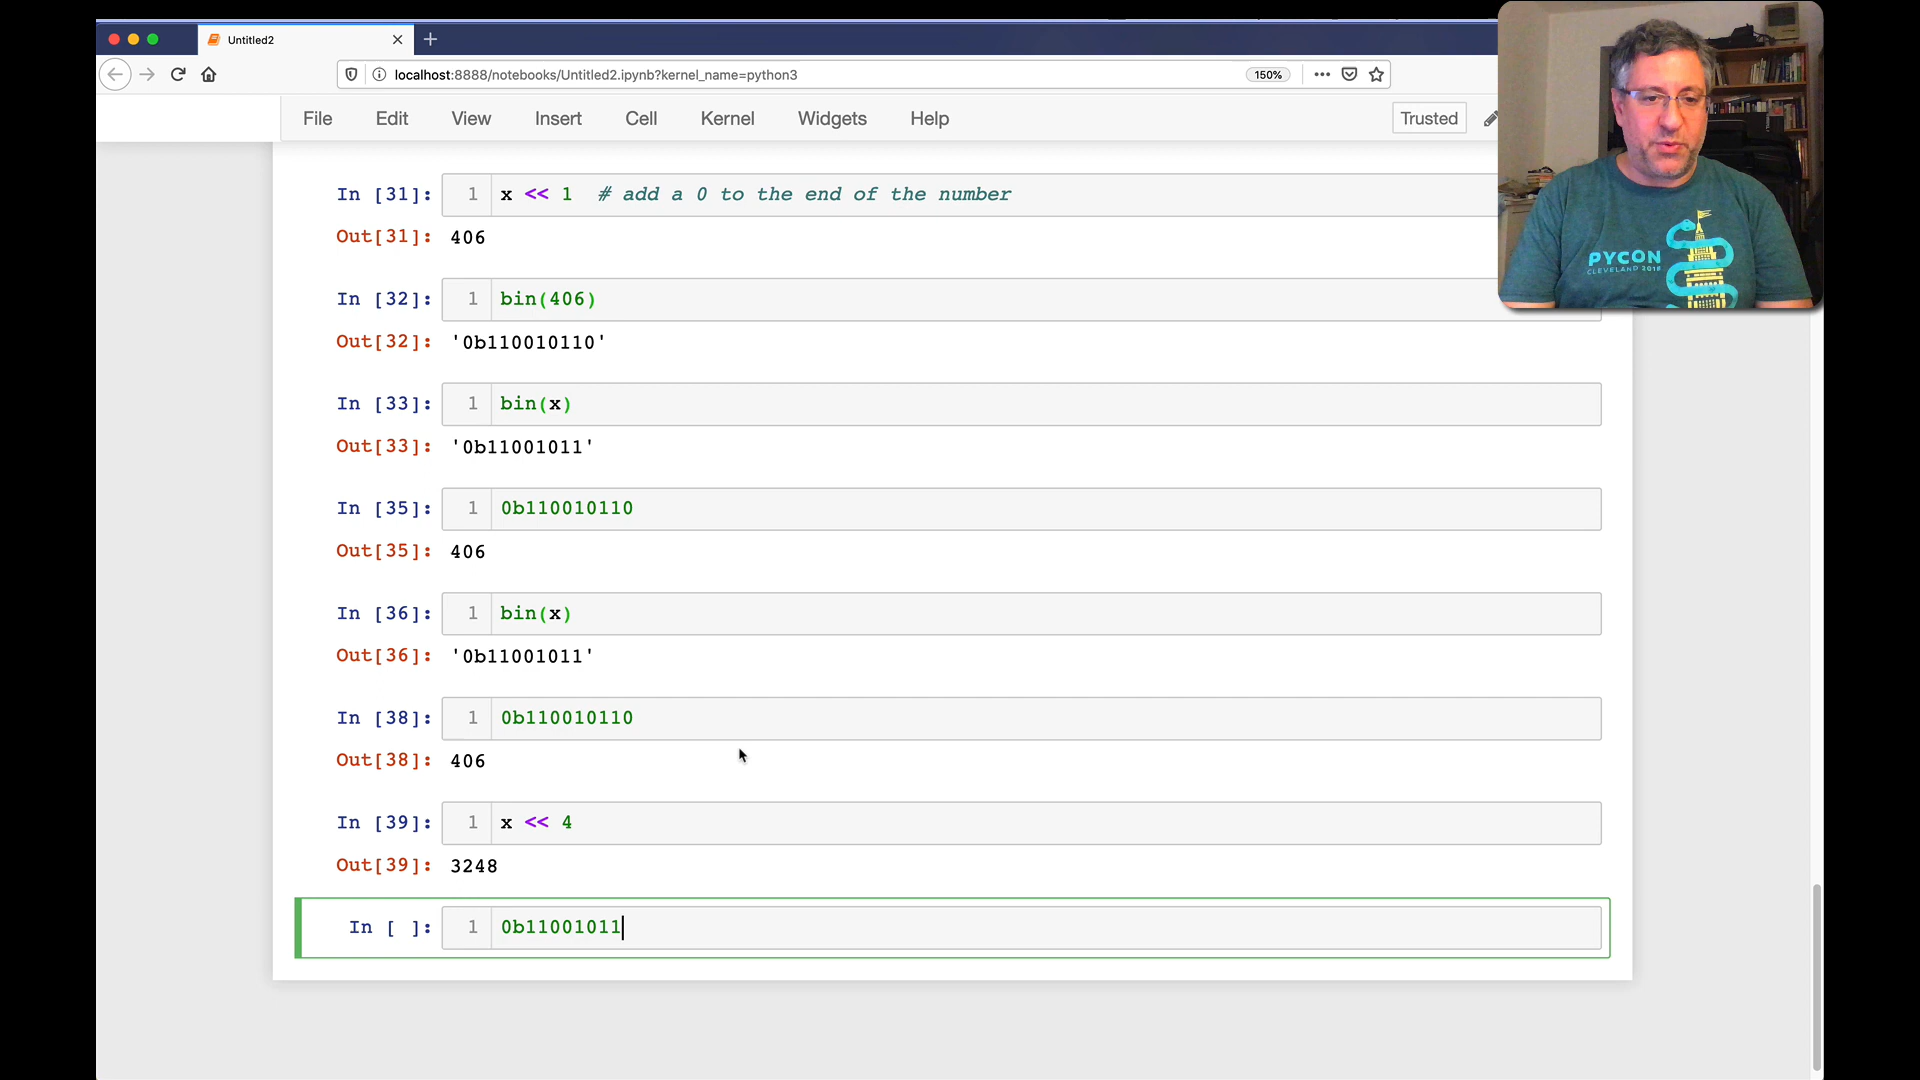 Untitled2
localhost:8888/notebooks/Untitled2.ipynb?kernel_name=python3
150%
File Edit View Insert Cell Kernel Widgets Help
Trusted
In [31]: 1 x << 1 # add a 0 to the end of the number
Out[31]: 406
In [32]: 1 bin(406)
Out[32]: '0b110010110'
In [33]: 1 bin(x)
Out[33]: '0b11001011'
In [35]: 1 0b110010110
Out[35]: 406
In [36]: 1 bin(x)
Out[36]: '0b11001011'
In [38]: 1 0b110010110
Out[38]: 406
In [39]: 1 x << 4
Out[39]: 3248
In [ ]: 1 0b11001011
PYCON
CLEVELAND 2018